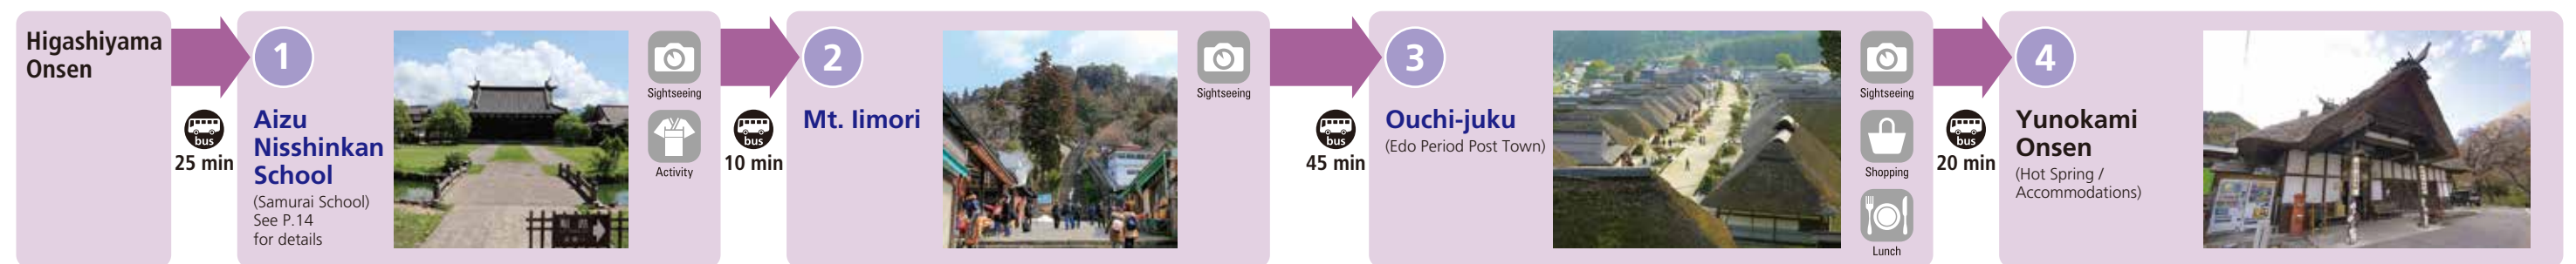 Higashiyama
Onsen
bus
25 min
1
Aizu
Nisshinkan
School
(Samurai School)
See P.14
for details
Sightseeing
Activity
bus
10 min
2
Mt. Iimori
Sightseeing
bus
45 min
3
Ouchi-juku
(Edo Period Post Town)
Sightseeing
Shopping
Lunch
bus
20 min
4
Yunokami
Onsen
(Hot Spring /
Accommodations)